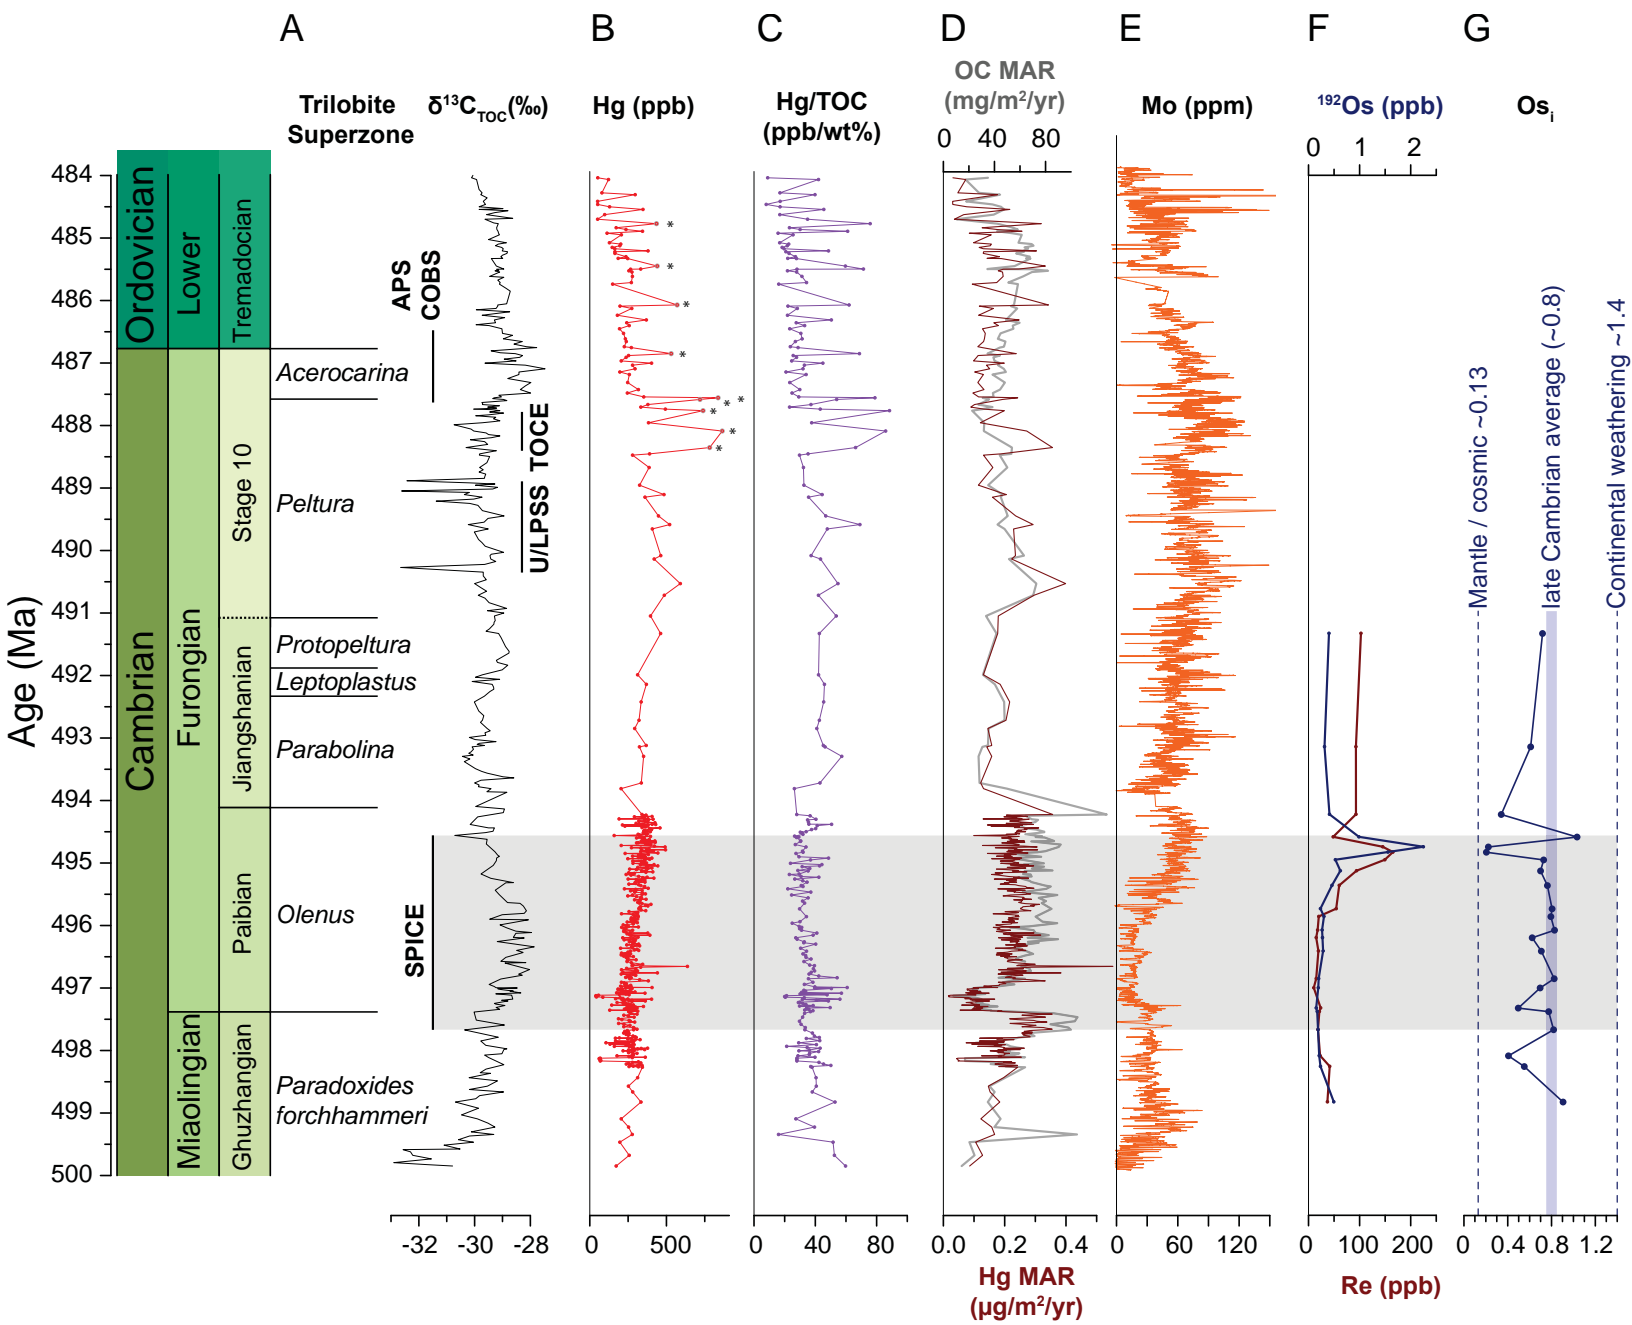 A B C D E F G
Trilobite
Superzone
δ¹³C_TOC(‰)
Hg (ppb)
Hg/TOC
(ppb/wt%)
OC MAR
(mg/m²/yr)
0 40 80
Mo (ppm)
¹⁹²Os (ppb)
0 1 2
Os_i
Age (Ma)
484
485
486
487
488
489
490
491
492
493
494
495
496
497
498
499
500
Ordovician
Cambrian
Lower
Furongian
Miaolingian
Tremadocian
Stage 10
Jiangshanian
Paibian
Ghuzhangian
Acerocarina
Peltura
Protopeltura
Leptoplastus
Parabolina
Olenus
Paradoxides
forchhammeri
APS
COBS
TOCE
U/LPSS
SPICE
*
*
*
*
*
*
*
*
*
Mantle / cosmic ~0.13
late Cambrian average (~0.8)
Continental weathering ~1.4
-32 -30 -28
0 500
0 40 80
0.0 0.2 0.4
Hg MAR
(µg/m²/yr)
0 60 120
0 100 200
Re (ppb)
0 0.4 0.8 1.2